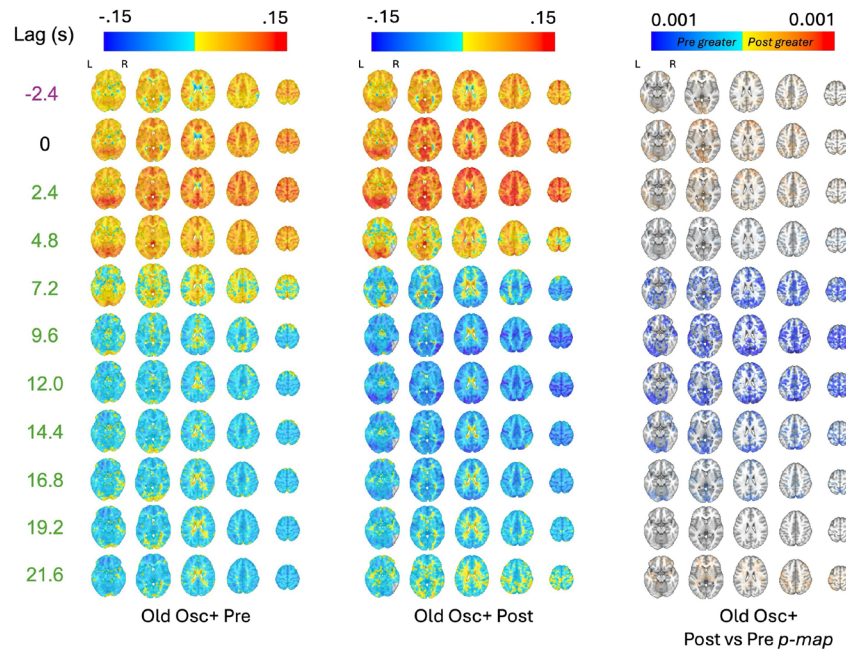 -.15 .15 -.15 .15 0.001 0.001
Pre greater Post greater
Lag (s)
L R L R L R
-2.4
0
2.4
4.8
7.2
9.6
12.0
14.4
16.8
19.2
21.6
Old Osc+ Pre Old Osc+ Post Old Osc+
Post vs Pre p-map